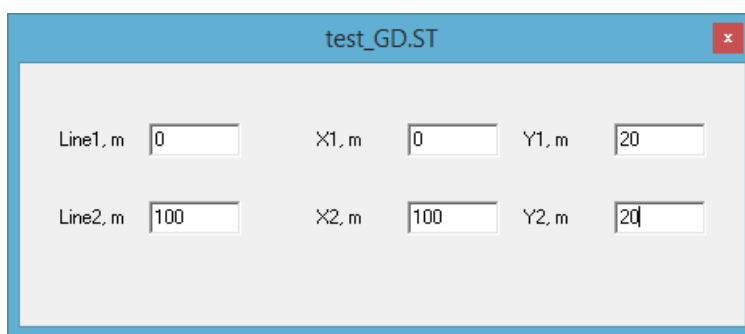 test_GD.ST
x
Line1, m 0 X1, m 0 Y1, m 20
Line2, m 100 X2, m 100 Y2, m 20